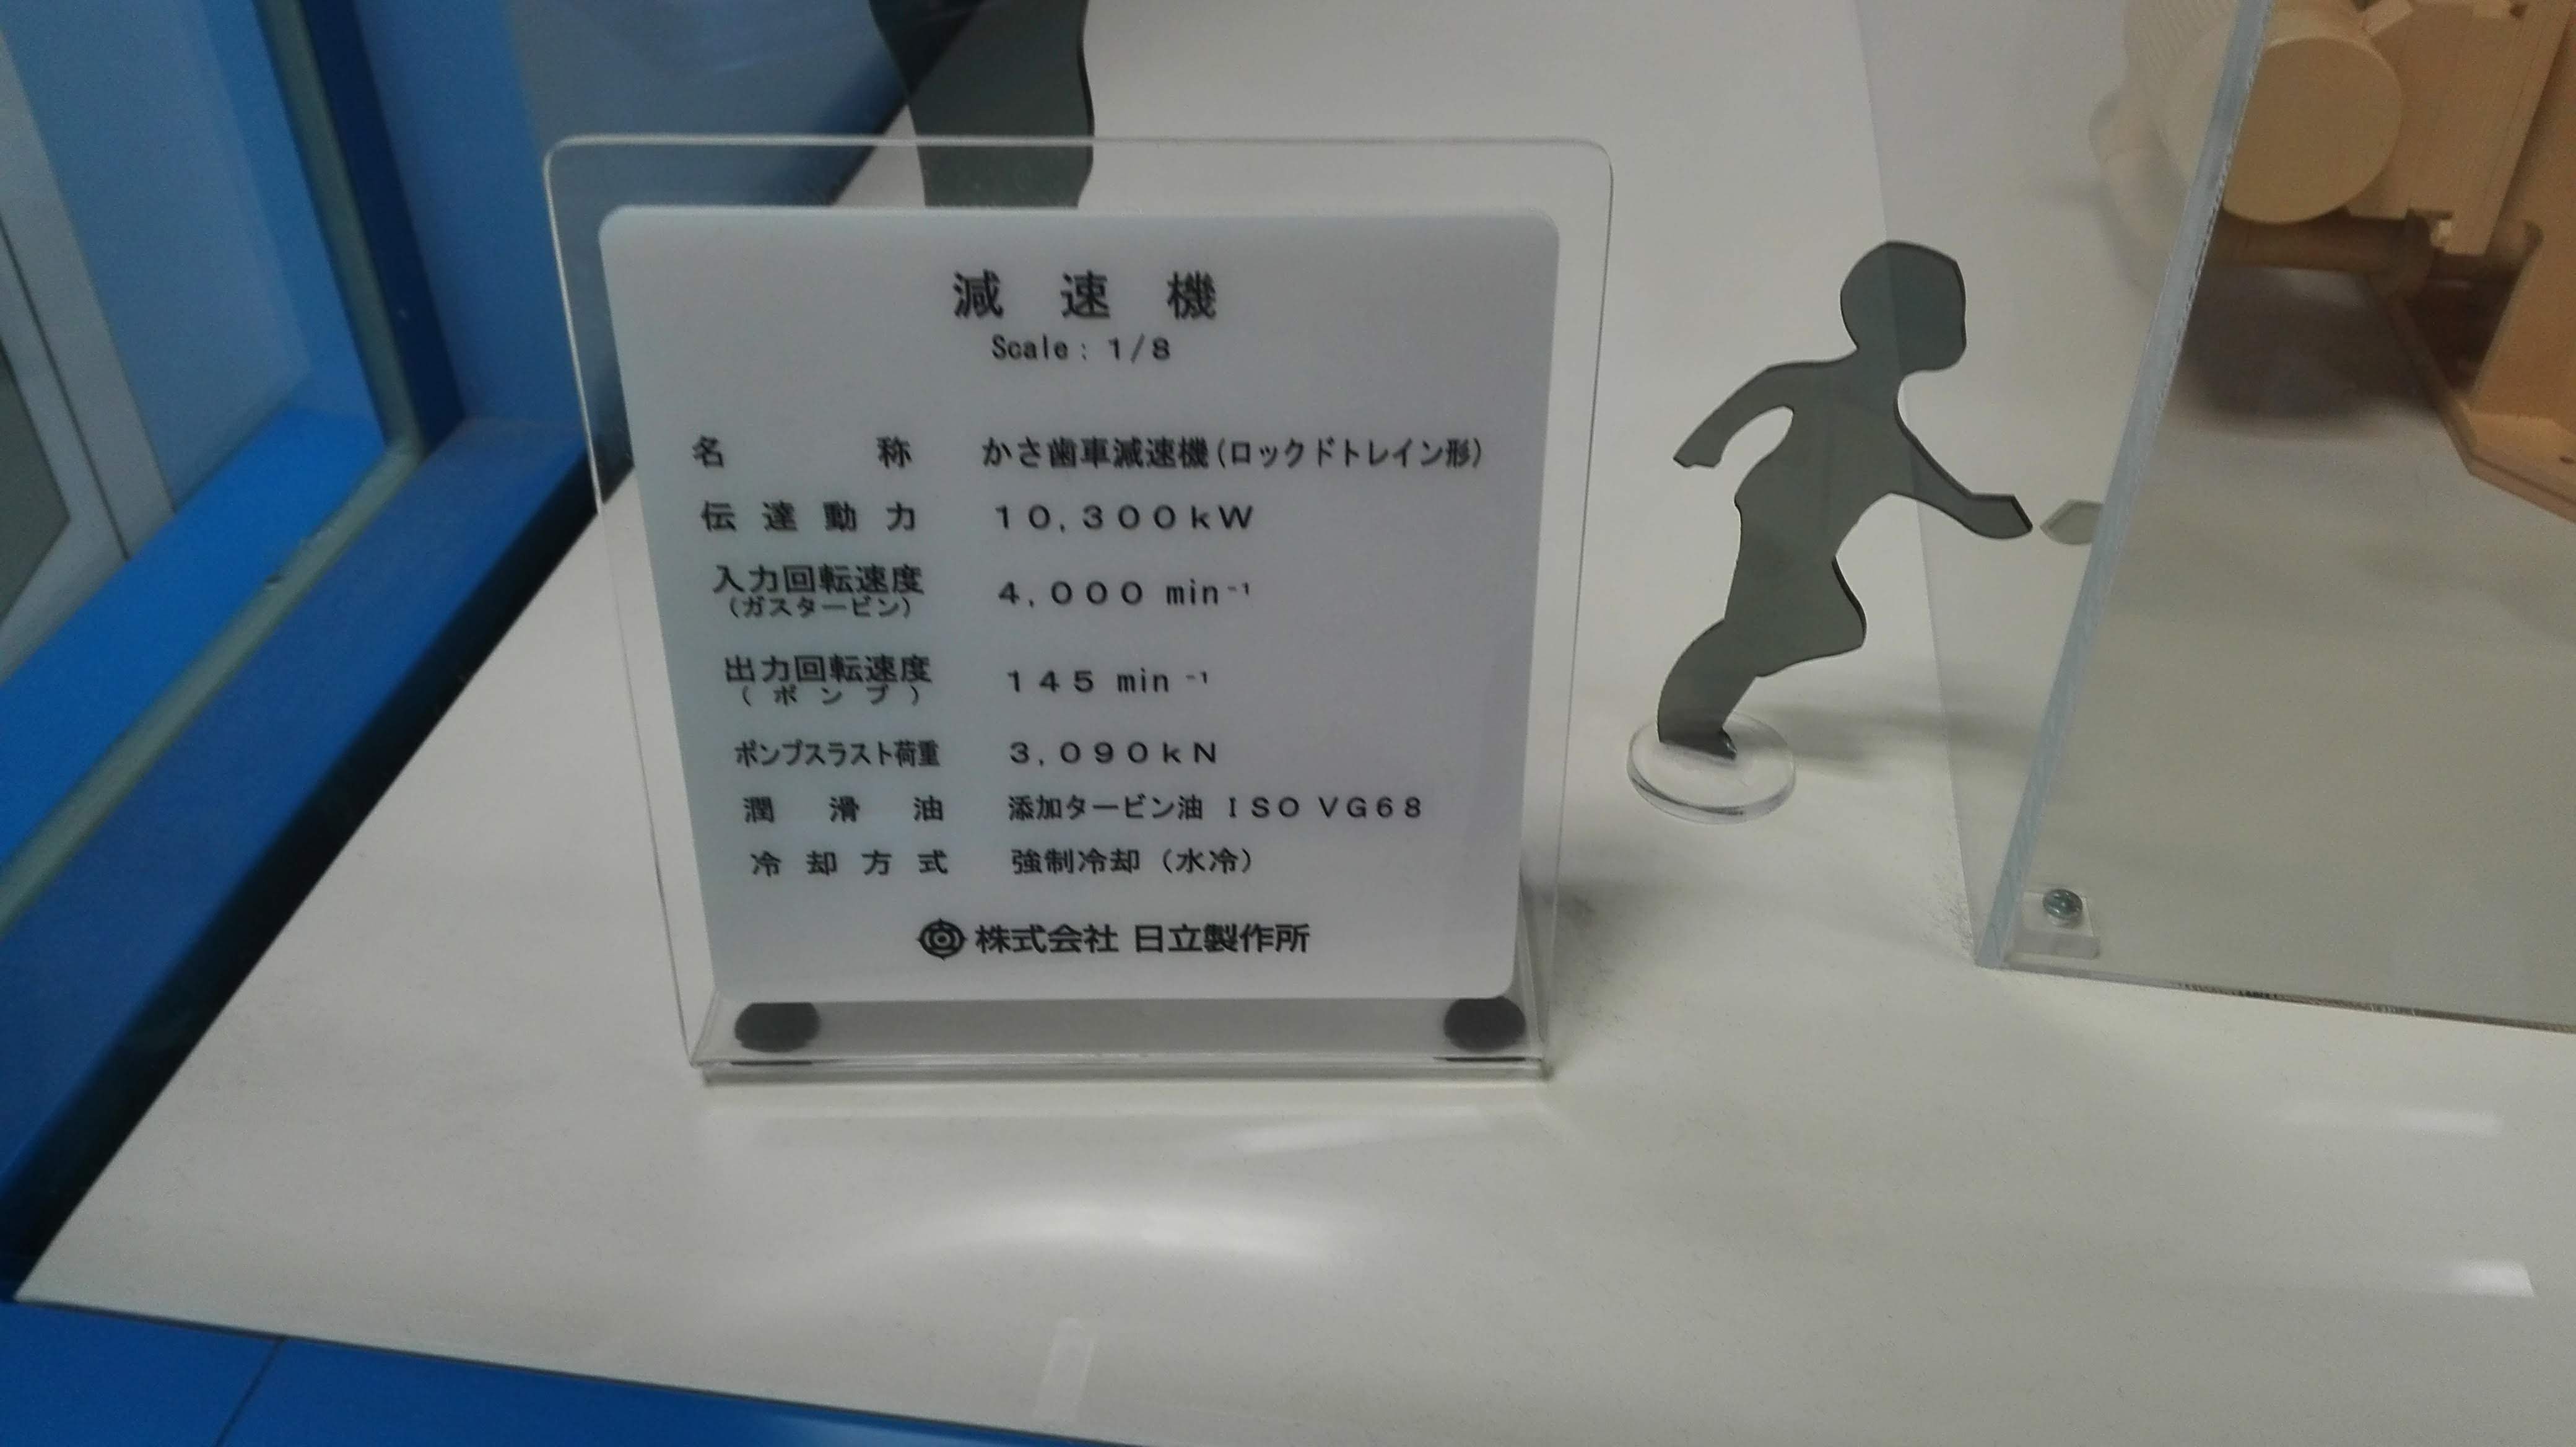 減速機
Scale: 1/8
名称 かさ歯車減速機(ロックドトレイン形)
伝達動力 10,300kW
入力回転速度 4,000 min⁻¹
(ガスタービン)
出力回転速度 145 min⁻¹
(ポンプ)
ポンプスラスト荷重 3,090kN
潤滑油 添加タービン油 ISO VG68
冷却方式 強制冷却(水冷)
株式会社 日立製作所